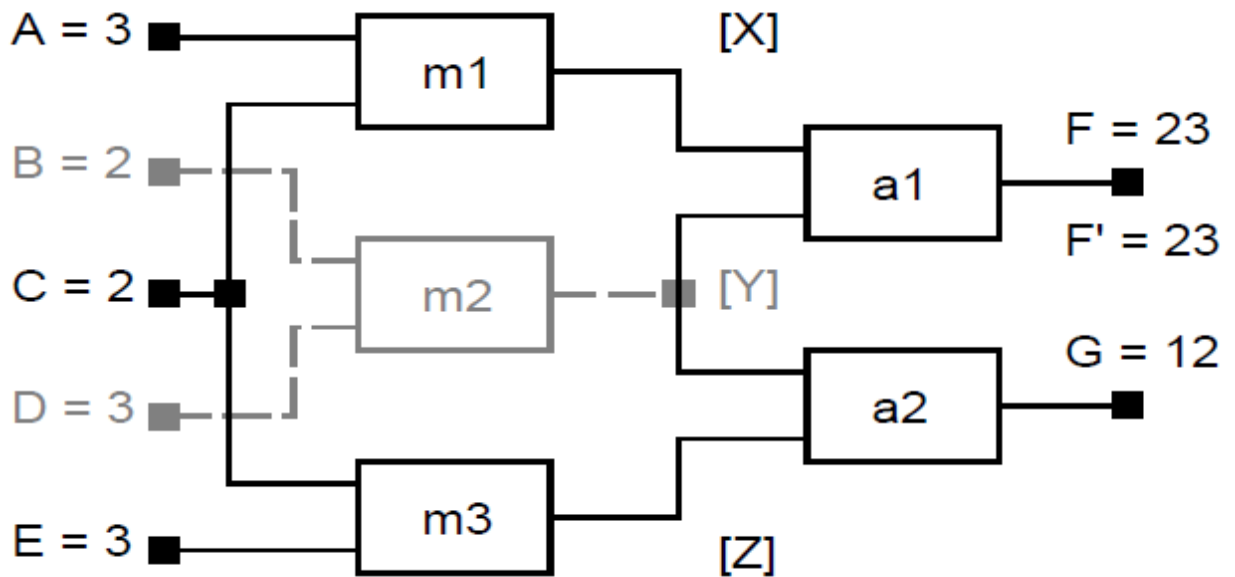 A = 3
m1
[X]
B = 2
F = 23
a1
F' = 23
C = 2
m2
[Y]
D = 3
G = 12
a2
E = 3
m3
[Z]